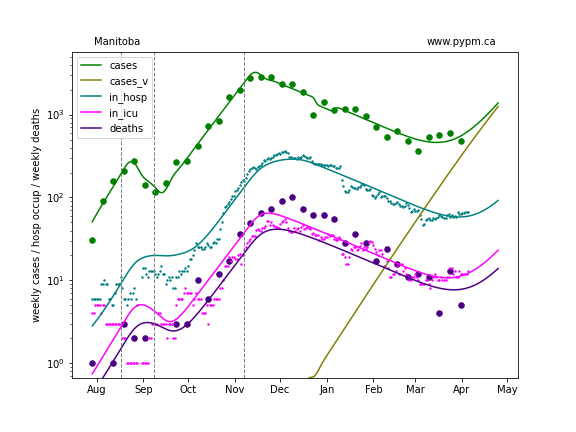 Manitoba
www.pypm.ca
cases
cases_v
in_hosp
in_icu
deaths
weekly cases / hosp occup / weekly deaths
10³
10²
10¹
10⁰
Aug Sep Oct Nov Dec Jan Feb Mar Apr May